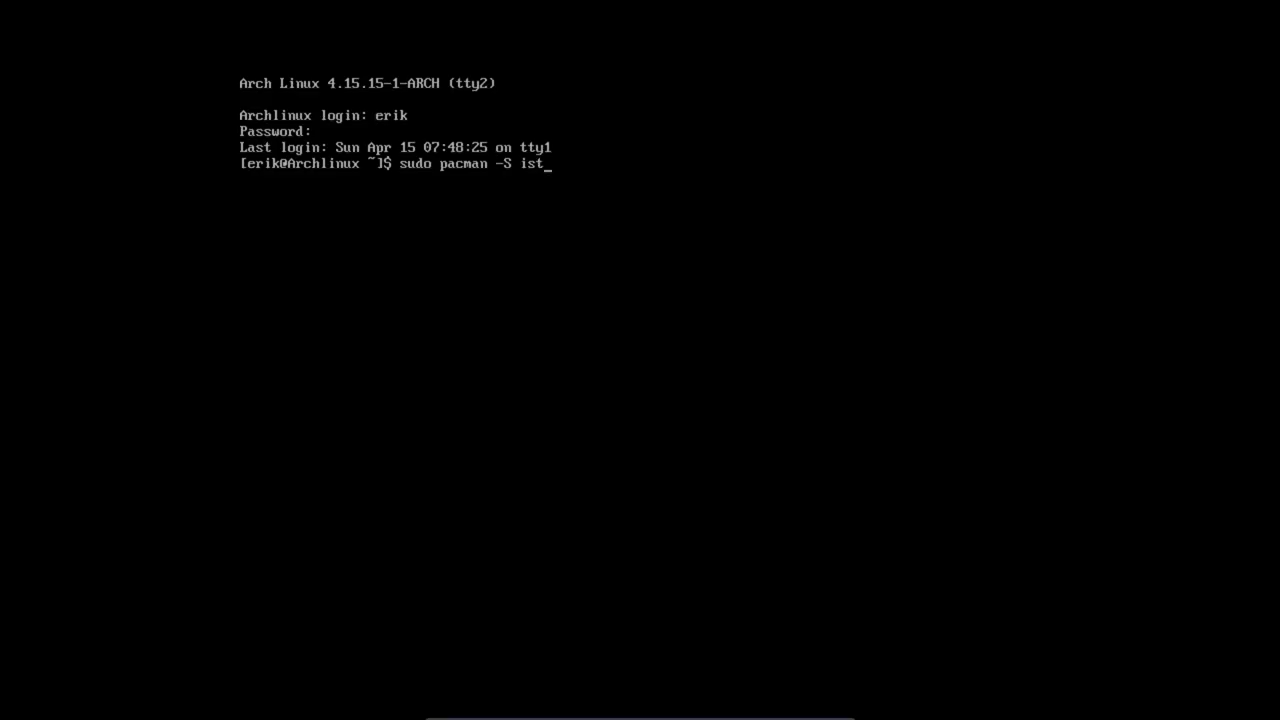 Arch Linux 4.15.15-1-ARCH (tty2)
Archlinux login: erik
Password:
Last login: Sun Apr 15 07:48:25 on tty1
[erik@Archlinux ~]$ sudo pacman -S ist_